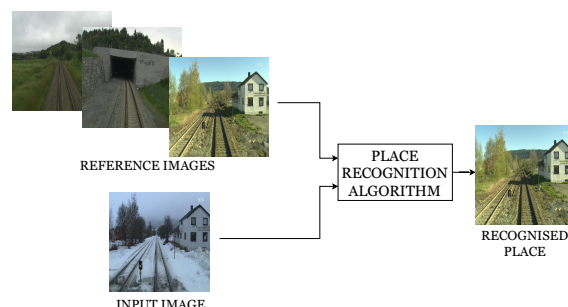 REFERENCE IMAGES
PLACE
RECOGNITION
ALGORITHM
RECOGNISED
PLACE
INPUT IMAGE